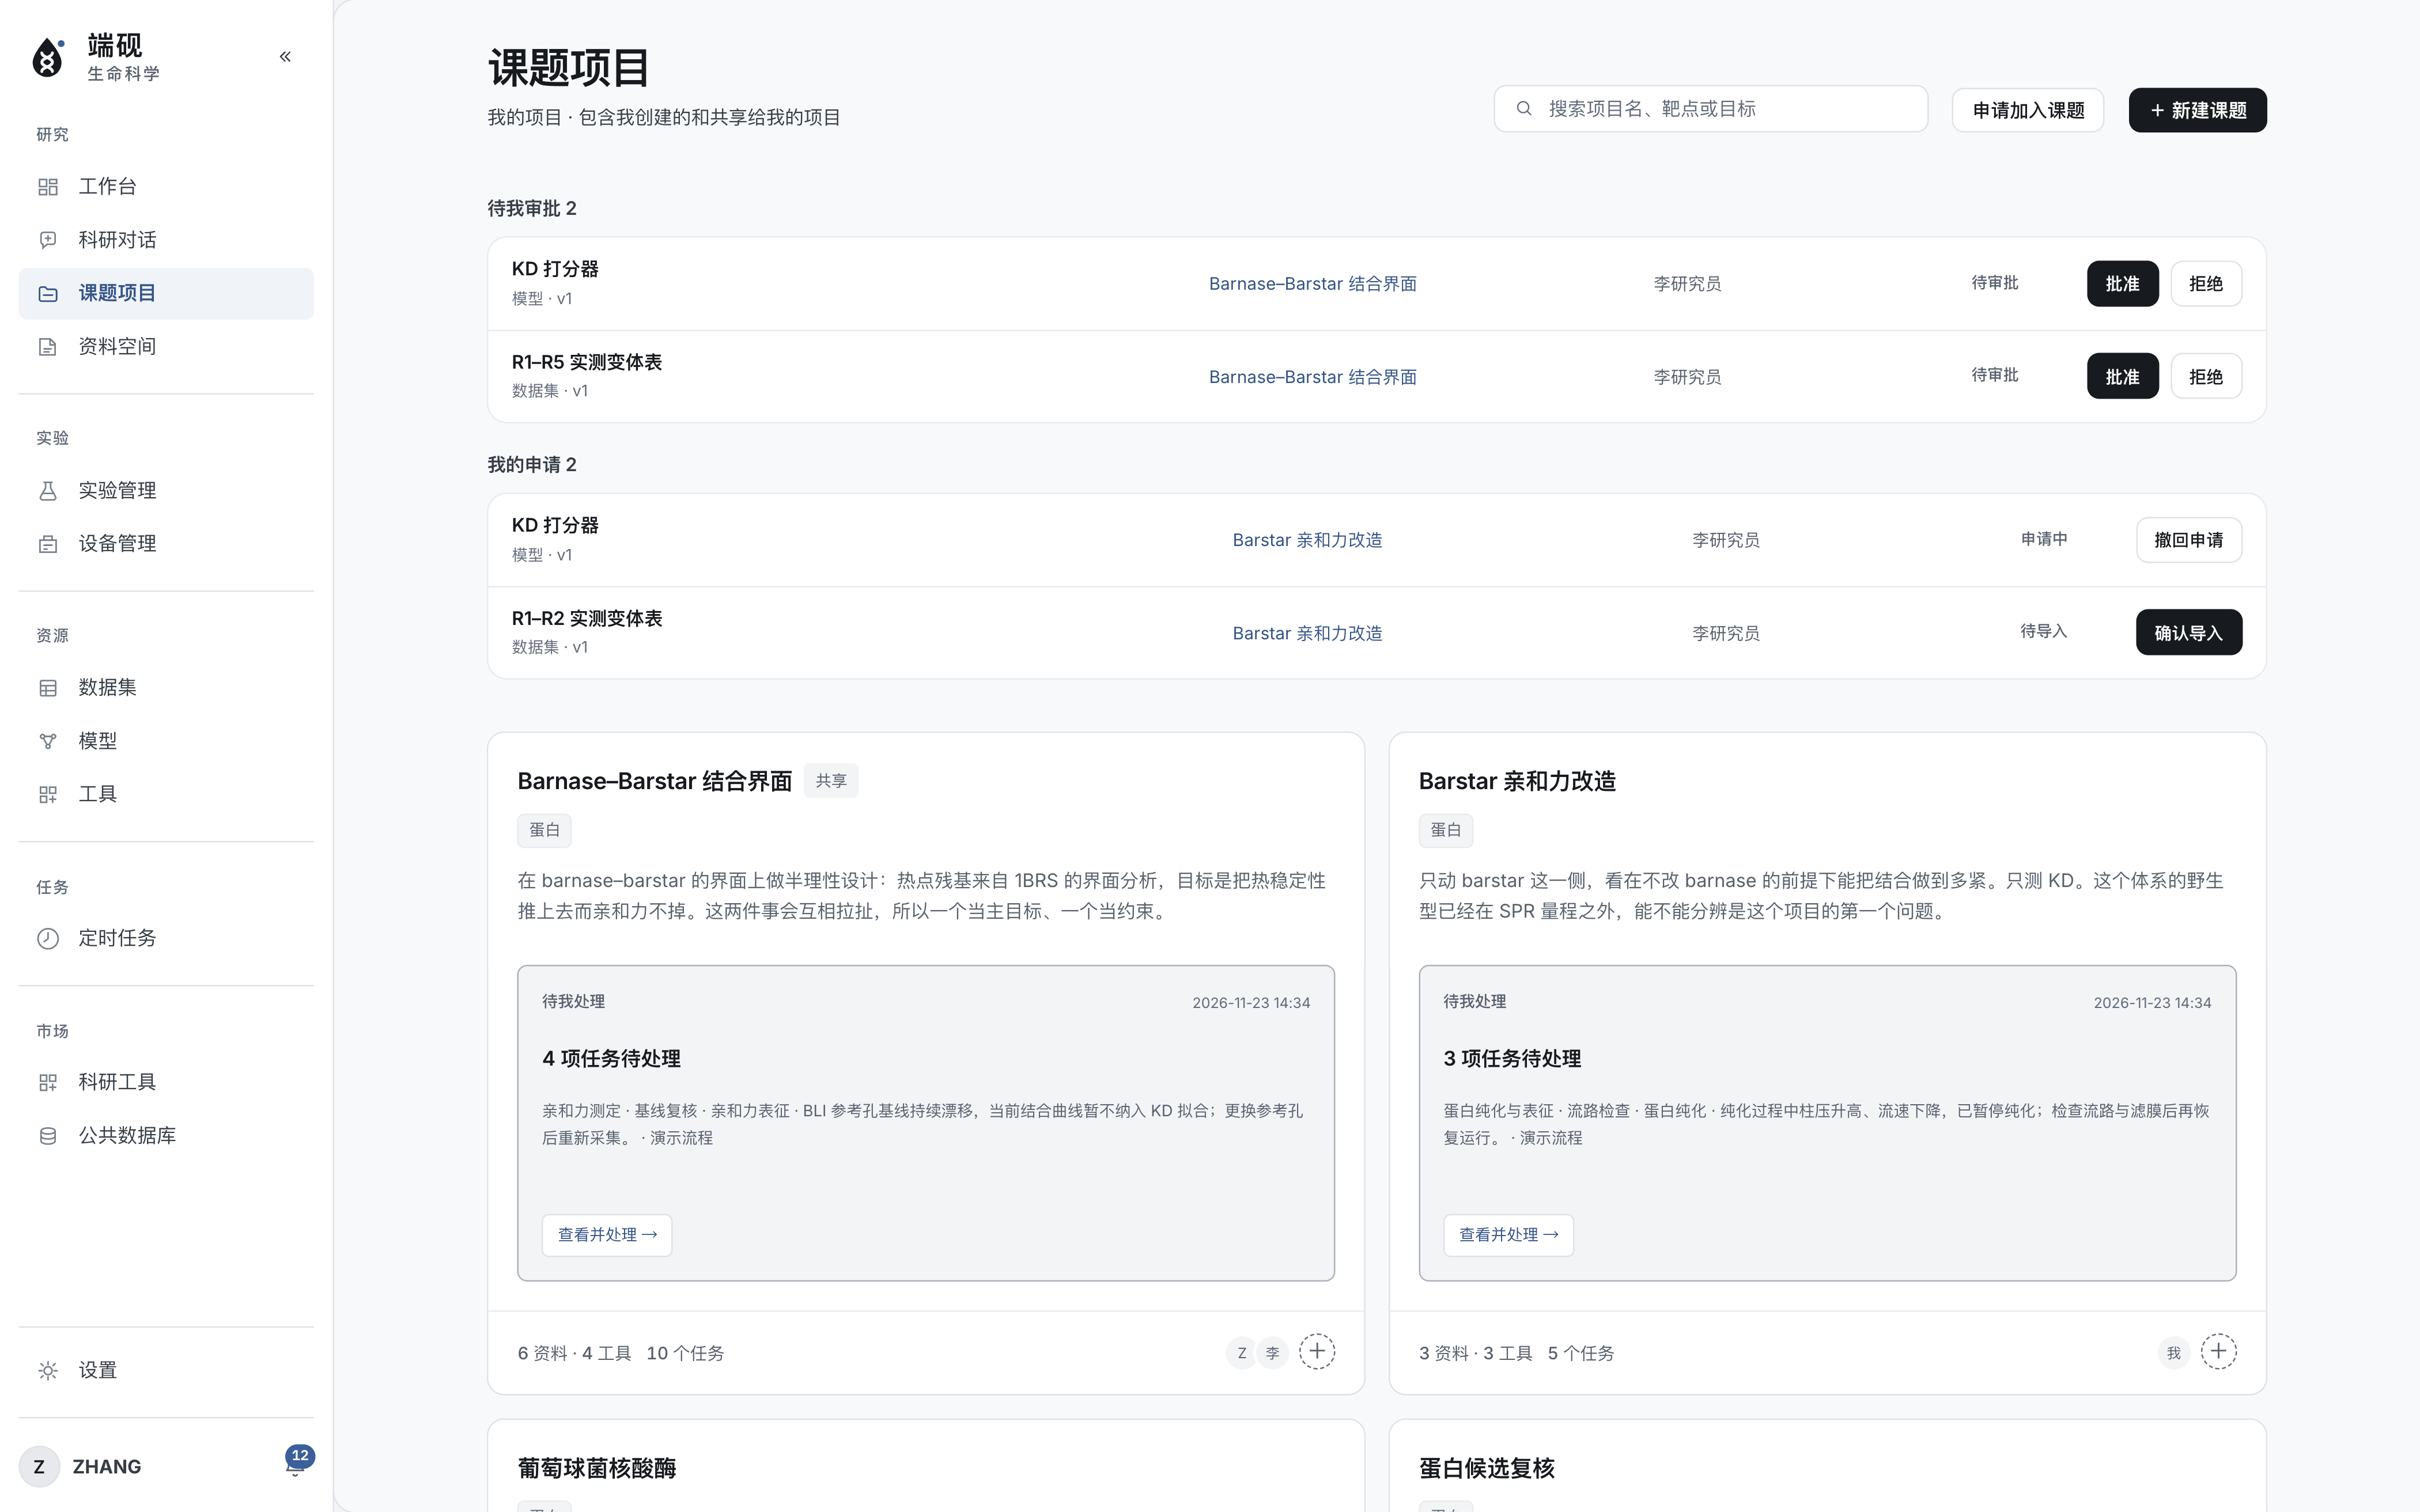 端砚
生命科学
研究
工作台
科研对话
课题项目
资料空间
实验
实验管理
设备管理
资源
数据集
模型
工具
任务
定时任务
市场
科研工具
公共数据库
设置
Z ZHANG 12
课题项目
我的项目 · 包含我创建的和共享给我的项目
搜索项目名、靶点或目标
申请加入课题
+ 新建课题
待我审批 2
KD 打分器
模型 · v1
Barnase–Barstar 结合界面
李研究员
待审批
批准
拒绝
R1–R5 实测变体表
数据集 · v1
Barnase–Barstar 结合界面
李研究员
待审批
批准
拒绝
我的申请 2
KD 打分器
模型 · v1
Barstar 亲和力改造
李研究员
申请中
撤回申请
R1–R2 实测变体表
数据集 · v1
Barstar 亲和力改造
李研究员
待导入
确认导入
Barnase–Barstar 结合界面 共享
蛋白
在 barnase–barstar 的界面上做半理性设计：热点残基来自 1BRS 的界面分析，目标是把热稳定性
推上去而亲和力不掉。这两件事会互相拉扯，所以一个当主目标、一个当约束。
待我处理 2026-11-23 14:34
4 项任务待处理
亲和力测定 · 基线复核 · 亲和力表征 · BLI 参考孔基线持续漂移，当前结合曲线暂不纳入 KD 拟合；更换参考孔
后重新采集。 · 演示流程
查看并处理 →
6 资料 · 4 工具 10 个任务
Z 李 +
Barstar 亲和力改造
蛋白
只动 barstar 这一侧，看在不改 barnase 的前提下能把结合做到多紧。只测 KD。这个体系的野生
型已经在 SPR 量程之外，能不能分辨是这个项目的第一个问题。
待我处理 2026-11-23 14:34
3 项任务待处理
蛋白纯化与表征 · 流路检查 · 蛋白纯化 · 纯化过程中柱压升高、流速下降，已暂停纯化；检查流路与滤膜后再恢
复运行。 · 演示流程
查看并处理 →
3 资料 · 3 工具 5 个任务
我 +
葡萄球菌核酸酶
蛋白候选复核